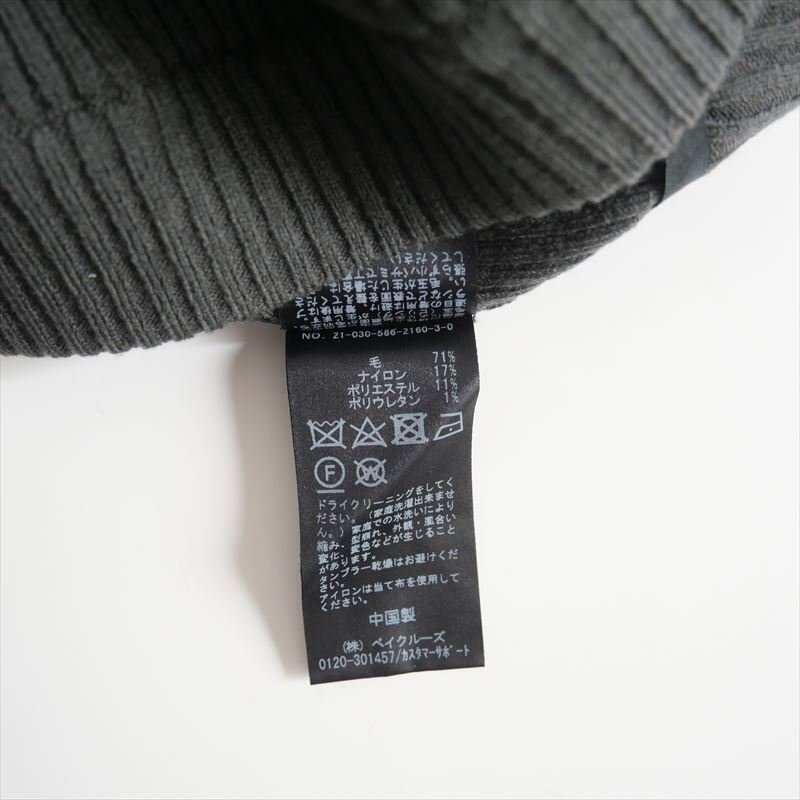 NO. 21-030-586-2160-3-0
毛 71%
ナイロン 17%
ポリエステル 11%
ポリウレタン 1%
F W
ドライクリーニングをしてく
ださい。(家庭洗濯出来ませ
ん。)家庭での水洗いにより
縮み、型崩れ、外観・風合い
変化、変色などが生じること
があります。
タンブラー乾燥はお避けくだ
さい。
アイロンは当て布を使用して
ください。
中国製
(株) ベイクルーズ
0120-301457/カスタマーサポート